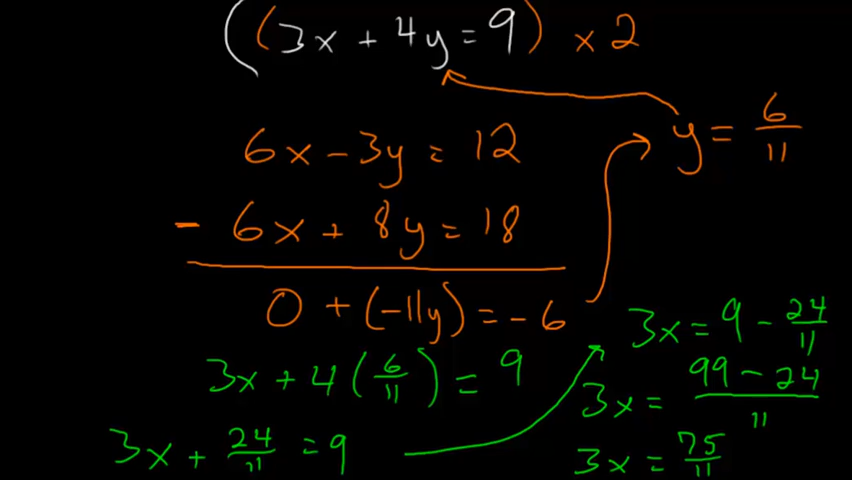 ((3x + 4y = 9) x 2
y = 6/11
6x - 3y = 12
- 6x + 8y = 18
0 + (-11y) = -6
3x + 4(6/11) = 9
3x + 24/11 = 9
3x = 9 - 24/11
3x = 99 - 24/11
3x = 75/11